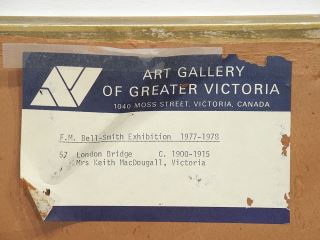 ART GALLERY
OF GREATER VICTORIA
1040 MOSS STREET, VICTORIA, CANADA
F.M. Bell-Smith Exhibition 1977-1978
57 London Bridge C. 1900-1915
Mrs Keith MacDougall, Victoria